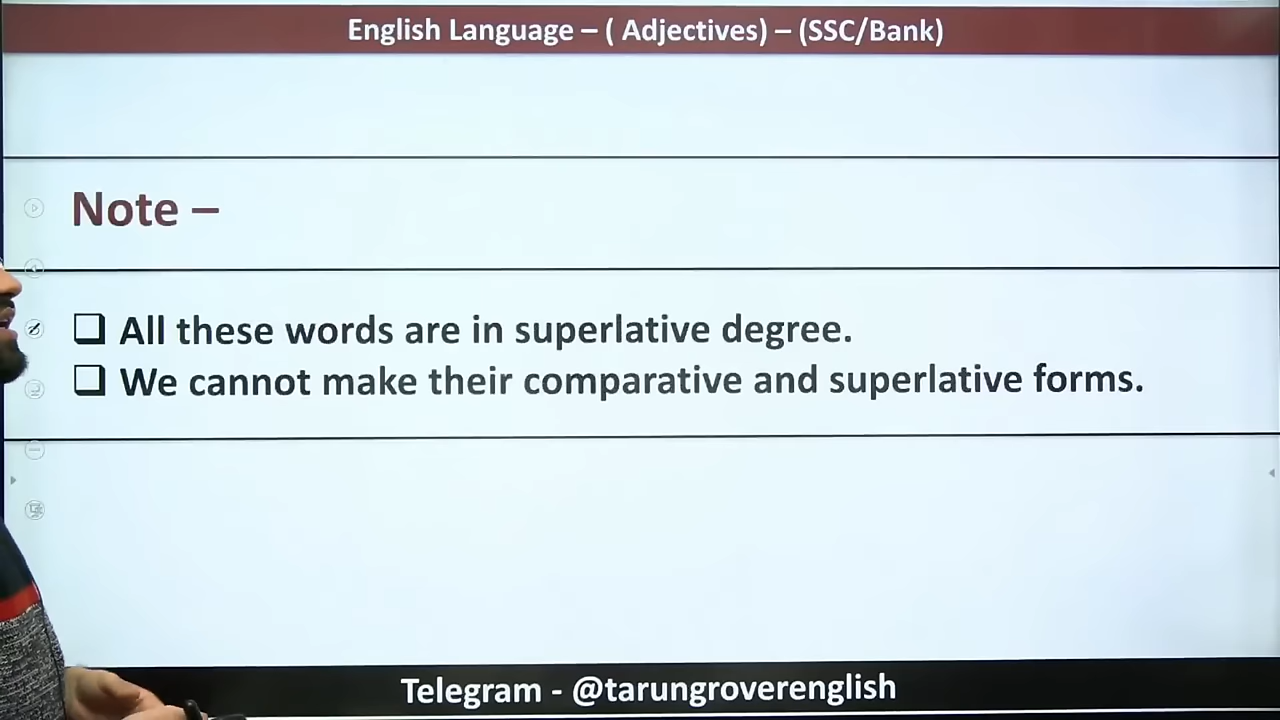 English Language – ( Adjectives) – (SSC/Bank)
Note –
All these words are in superlative degree.
We cannot make their comparative and superlative forms.
Telegram - @tarungroverenglish